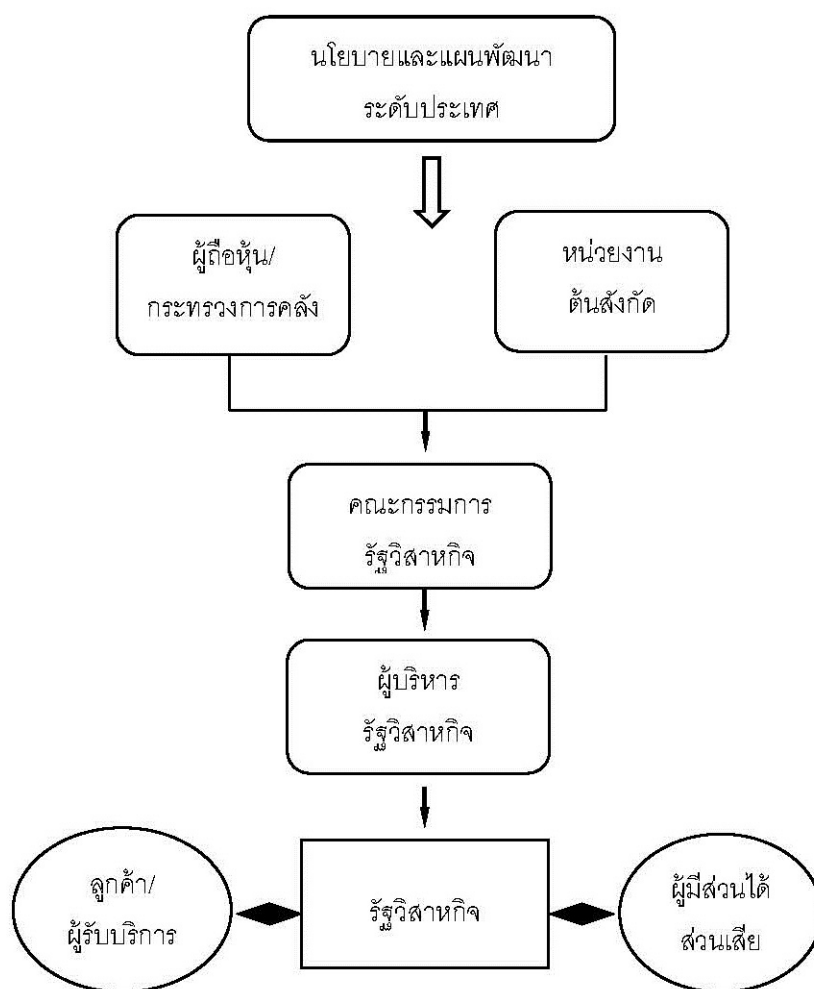 นโยบายและแผนพัฒนา
ระดับประเทศ
ผู้ถือหุ้น/
กระทรวงการคลัง
หน่วยงาน
ต้นสังกัด
คณะกรรมการ
รัฐวิสาหกิจ
ผู้บริหาร
รัฐวิสาหกิจ
ลูกค้า/
ผู้รับบริการ
รัฐวิสาหกิจ
ผู้มีส่วนได้
ส่วนเสีย